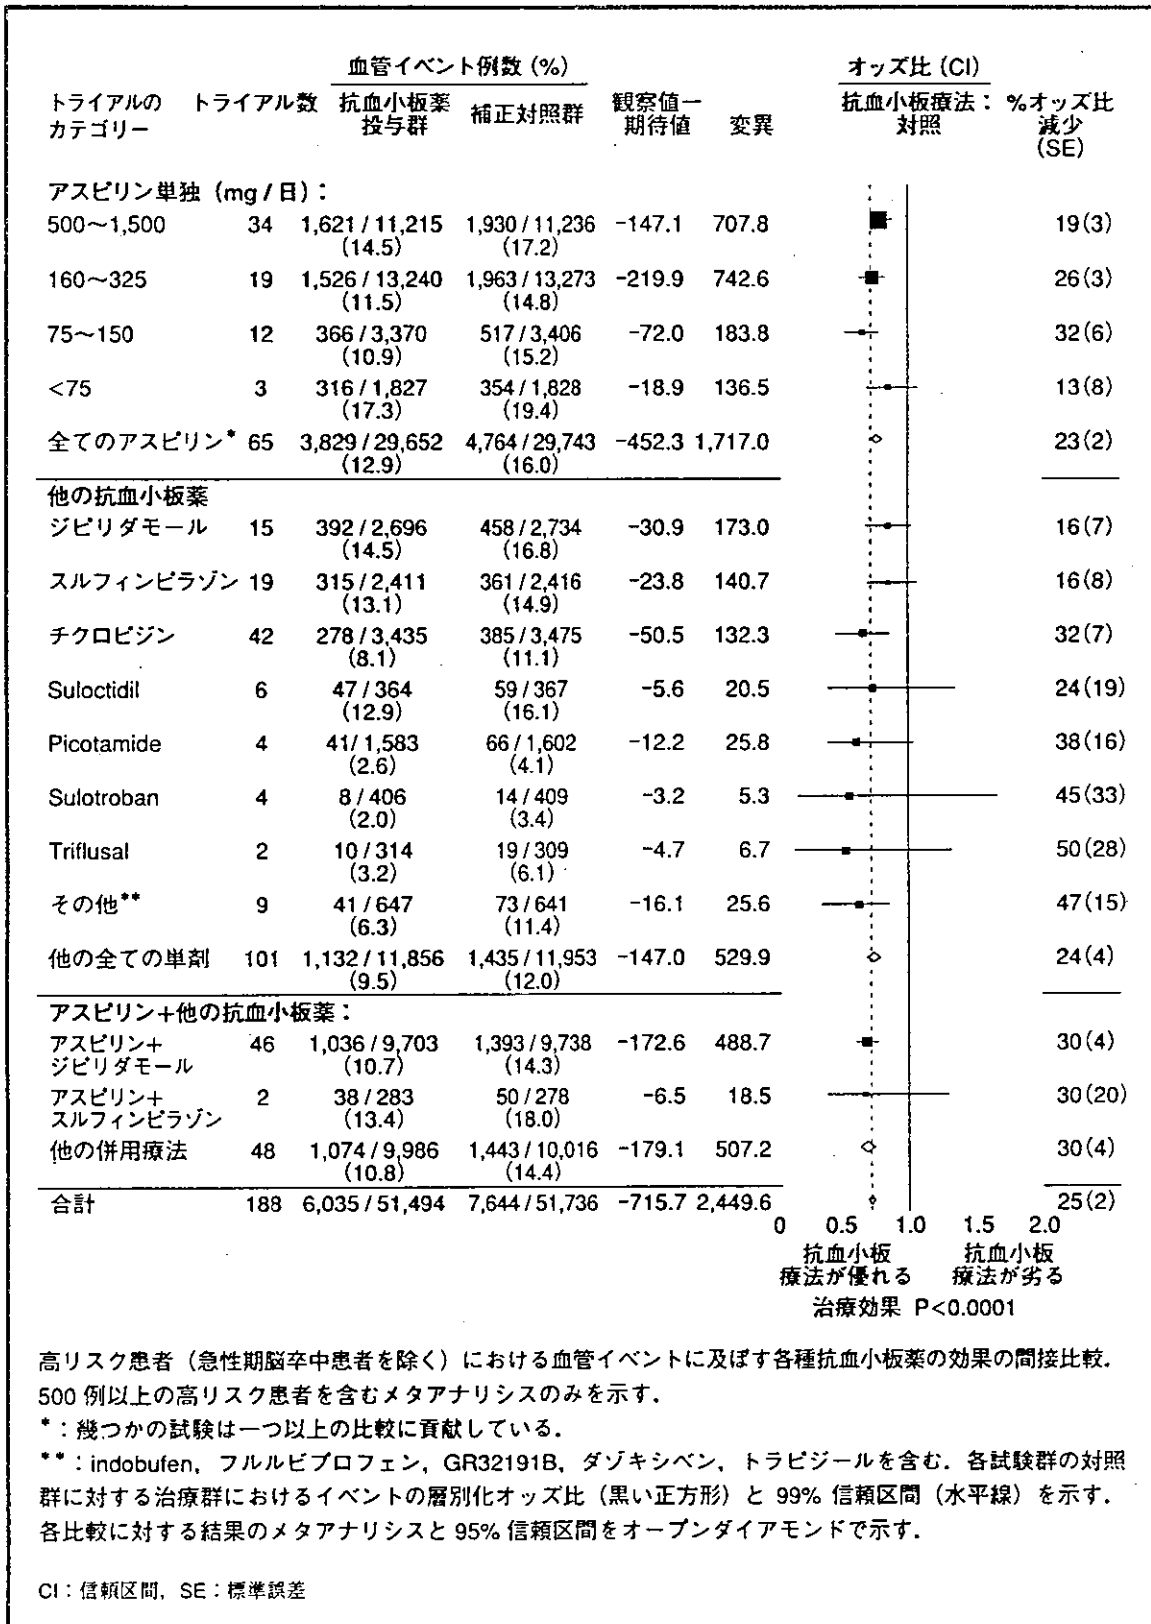 血管イベント例数 (%) オッズ比 (CI)
トライアルの トライアル数 抗血小板薬 補正対照群 観察値ー 変異 抗血小板療法: %オッズ比
カテゴリー 投与群 期待値 対照 減少
(SE)
アスピリン単独 (mg/日):
500〜1,500 34 1,621/11,215 1,930/11,236 -147.1 707.8 19(3)
(14.5) (17.2)
160〜325 19 1,526/13,240 1,963/13,273 -219.9 742.6 26(3)
(11.5) (14.8)
75〜150 12 366/3,370 517/3,406 -72.0 183.8 32(6)
(10.9) (15.2)
<75 3 316/1,827 354/1,828 -18.9 136.5 13(8)
(17.3) (19.4)
全てのアスピリン* 65 3,829/29,652 4,764/29,743 -452.3 1,717.0 23(2)
(12.9) (16.0)
他の抗血小板薬
ジピリダモール 15 392/2,696 458/2,734 -30.9 173.0 16(7)
(14.5) (16.8)
スルフィンピラゾン 19 315/2,411 361/2,416 -23.8 140.7 16(8)
(13.1) (14.9)
チクロピジン 42 278/3,435 385/3,475 -50.5 132.3 32(7)
(8.1) (11.1)
Suloctidil 6 47/364 59/367 -5.6 20.5 24(19)
(12.9) (16.1)
Picotamide 4 41/1,583 66/1,602 -12.2 25.8 38(16)
(2.6) (4.1)
Sulotroban 4 8/406 14/409 -3.2 5.3 45(33)
(2.0) (3.4)
Triflusal 2 10/314 19/309 -4.7 6.7 50(28)
(3.2) (6.1)
その他** 9 41/647 73/641 -16.1 25.6 47(15)
(6.3) (11.4)
他の全ての単剤 101 1,132/11,856 1,435/11,953 -147.0 529.9 24(4)
(9.5) (12.0)
アスピリン+他の抗血小板薬:
アスピリン+ 46 1,036/9,703 1,393/9,738 -172.6 488.7 30(4)
ジピリダモール (10.7) (14.3)
アスピリン+ 2 38/283 50/278 -6.5 18.5 30(20)
スルフィンピラゾン (13.4) (18.0)
他の併用療法 48 1,074/9,986 1,443/10,016 -179.1 507.2 30(4)
(10.8) (14.4)
合計 188 6,035/51,494 7,644/51,736 -715.7 2,449.6 25(2)
0 0.5 1.0 1.5 2.0
抗血小板 抗血小板
療法が優れる 療法が劣る
治療効果 P<0.0001
高リスク患者(急性期脳卒中患者を除く)における血管イベントに及ぼす各種抗血小板薬の効果の間接比較.
500 例以上の高リスク患者を含むメタアナリシスのみを示す.
*:幾つかの試験は一つ以上の比較に貢献している.
**:indobufen, フルルビプロフェン, GR32191B, ダゾキシベン, トラピジールを含む. 各試験群の対照
群に対する治療群におけるイベントの層別化オッズ比(黒い正方形)と 99% 信頼区間(水平線)を示す.
各比較に対する結果のメタアナリシスと 95% 信頼区間をオープンダイアモンドで示す.
CI:信頼区間, SE:標準誤差